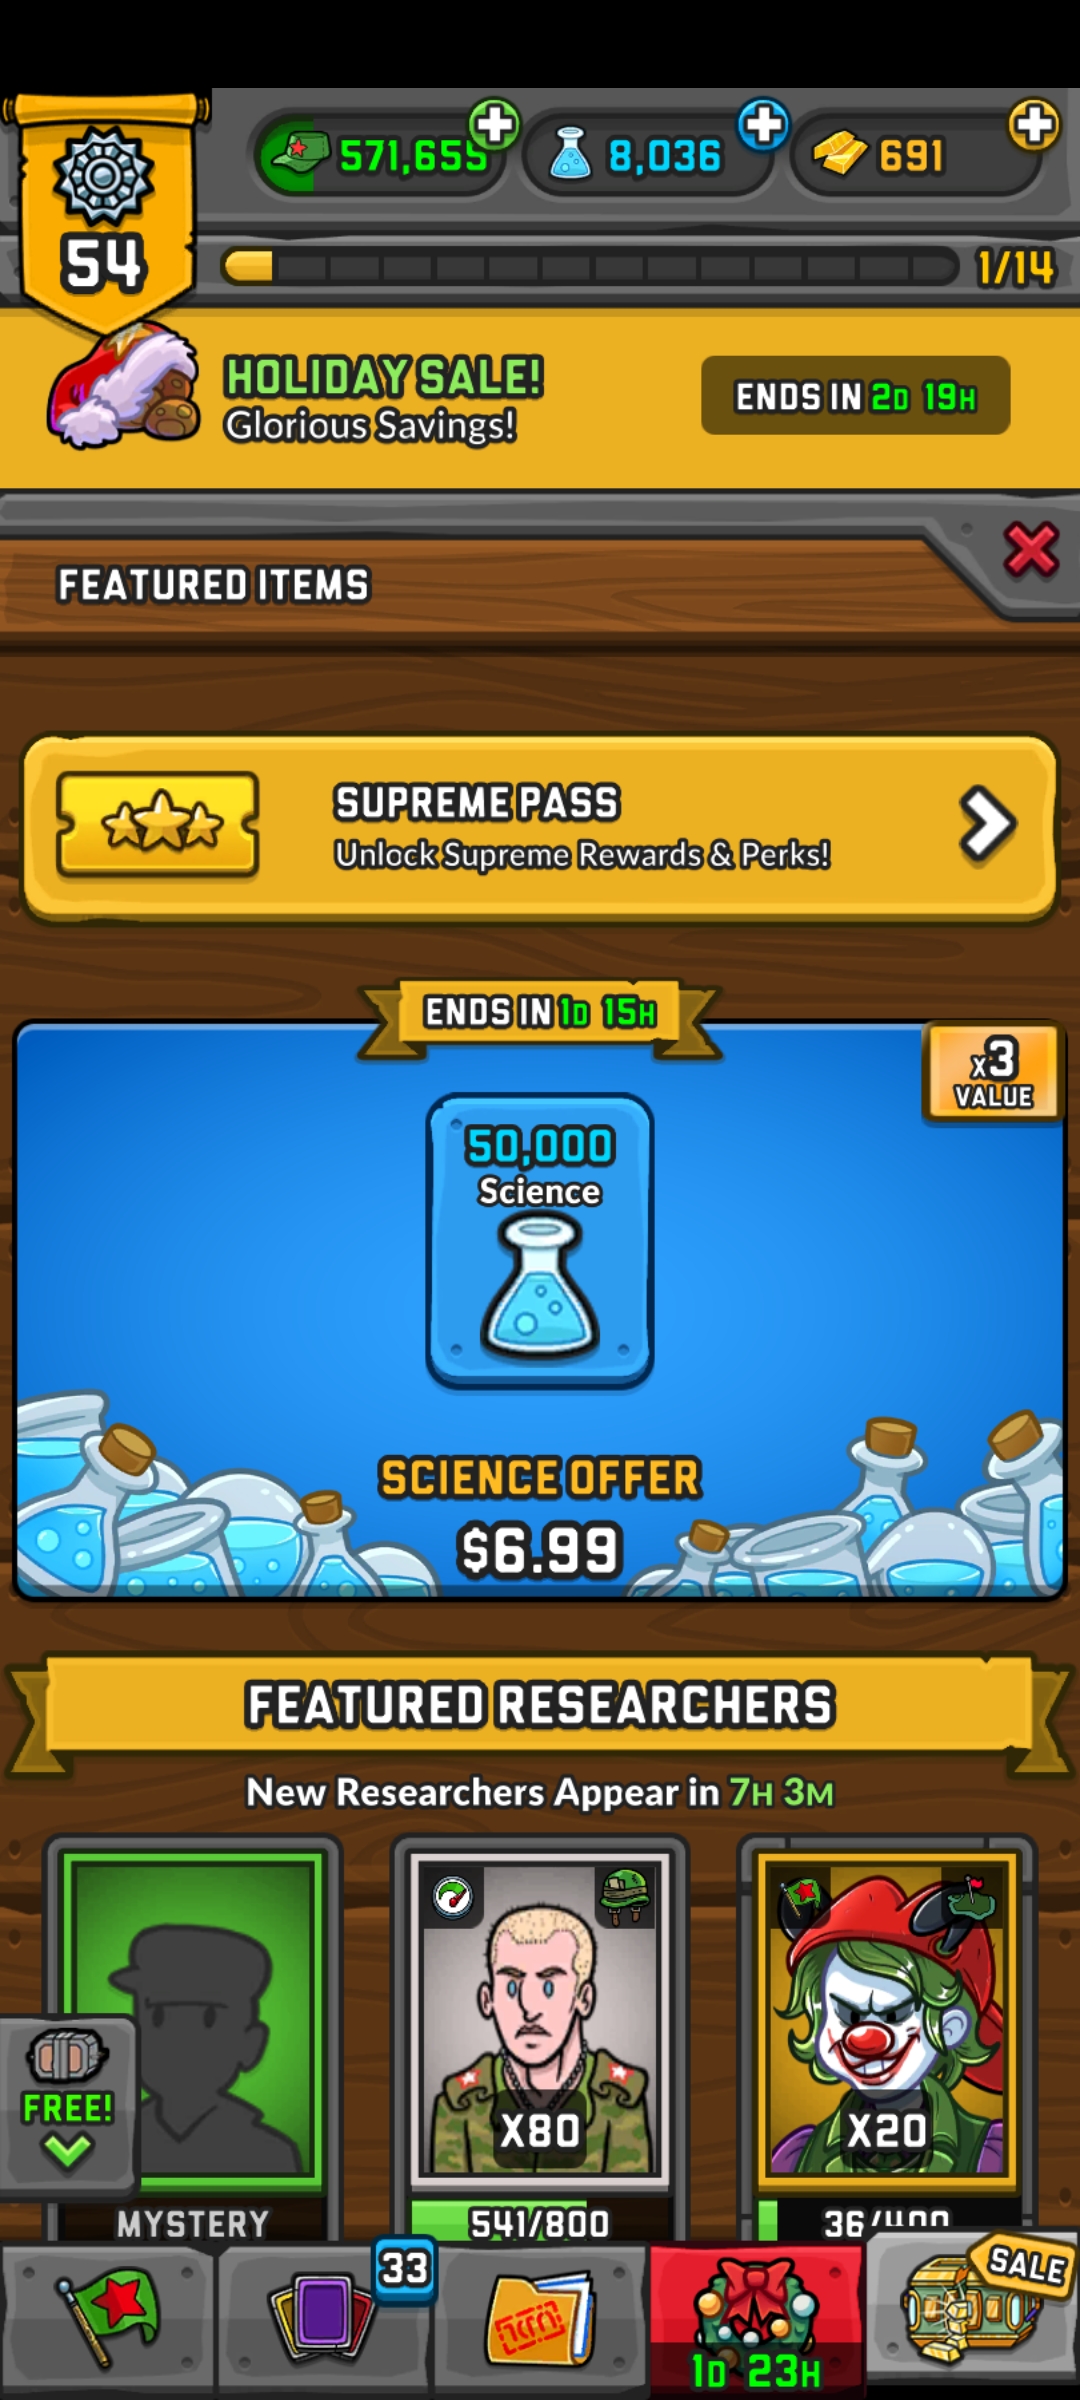 571,655
8,036
691
54
1/14
HOLIDAY SALE!
Glorious Savings!
ENDS IN 2D 19H
FEATURED ITEMS
SUPREME PASS
Unlock Supreme Rewards & Perks!
ENDS IN 1D 15H
x3
VALUE
50,000
Science
SCIENCE OFFER
$6.99
FEATURED RESEARCHERS
New Researchers Appear in 7H 3M
X80
X20
FREE!
MYSTERY
541/800
36/400
33
SALE
1D 23H